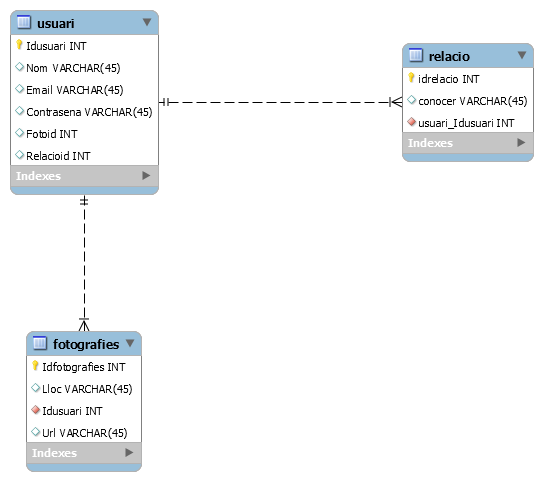 usuari
Idusuari INT
Nom VARCHAR(45)
Email VARCHAR(45)
Contrasena VARCHAR(45)
Fotoid INT
Relacioid INT
Indexes
relacio
idrelacio INT
conocer VARCHAR(45)
usuari_Idusuari INT
Indexes
fotografies
Idfotografies INT
Lloc VARCHAR(45)
Idusuari INT
Url VARCHAR(45)
Indexes